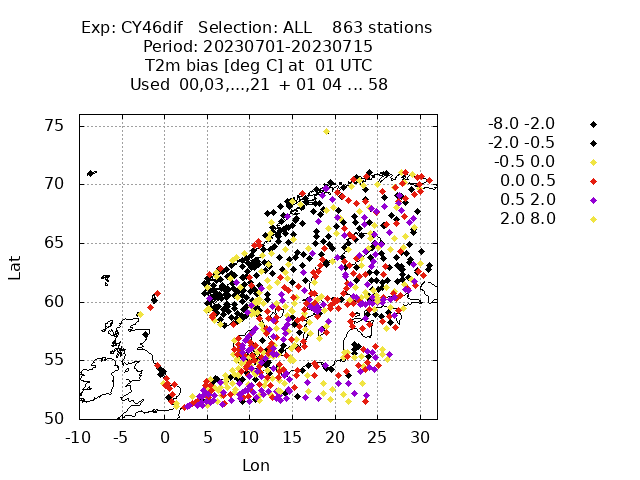 Exp: CY46dif   Selection: ALL    863 stations
Period: 20230701-20230715
T2m bias [deg C] at  01 UTC
Used  00,03,...,21  + 01 04 ... 58
-8.0 -2.0
-2.0 -0.5
-0.5 0.0
0.0 0.5
0.5 2.0
2.0 8.0
75
70
65
60
55
50
Lat
-10 -5 0 5 10 15 20 25 30
Lon